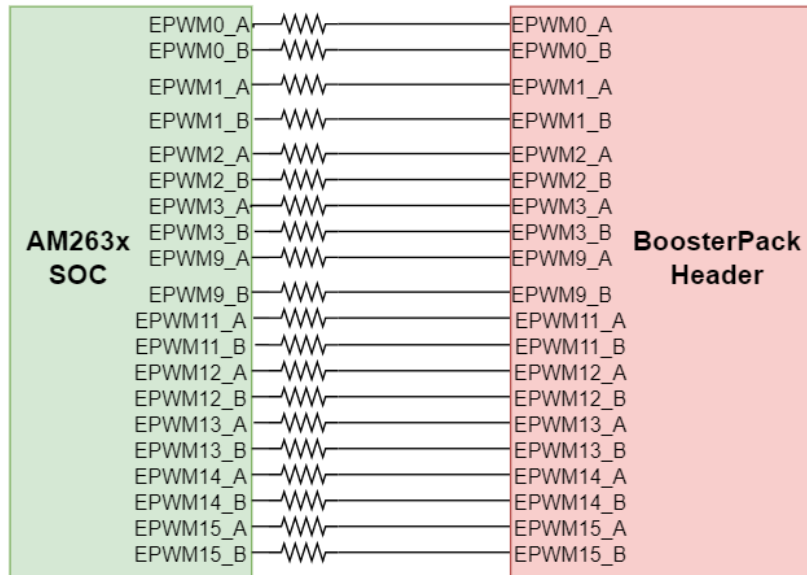 EPWM0_A EPWM0_A
EPWM0_B EPWM0_B
EPWM1_A EPWM1_A
EPWM1_B EPWM1_B
EPWM2_A EPWM2_A
EPWM2_B EPWM2_B
EPWM3_A EPWM3_A
EPWM3_B EPWM3_B
AM263x BoosterPack
SOC Header
EPWM9_A EPWM9_A
EPWM9_B EPWM9_B
EPWM11_A EPWM11_A
EPWM11_B EPWM11_B
EPWM12_A EPWM12_A
EPWM12_B EPWM12_B
EPWM13_A EPWM13_A
EPWM13_B EPWM13_B
EPWM14_A EPWM14_A
EPWM14_B EPWM14_B
EPWM15_A EPWM15_A
EPWM15_B EPWM15_B